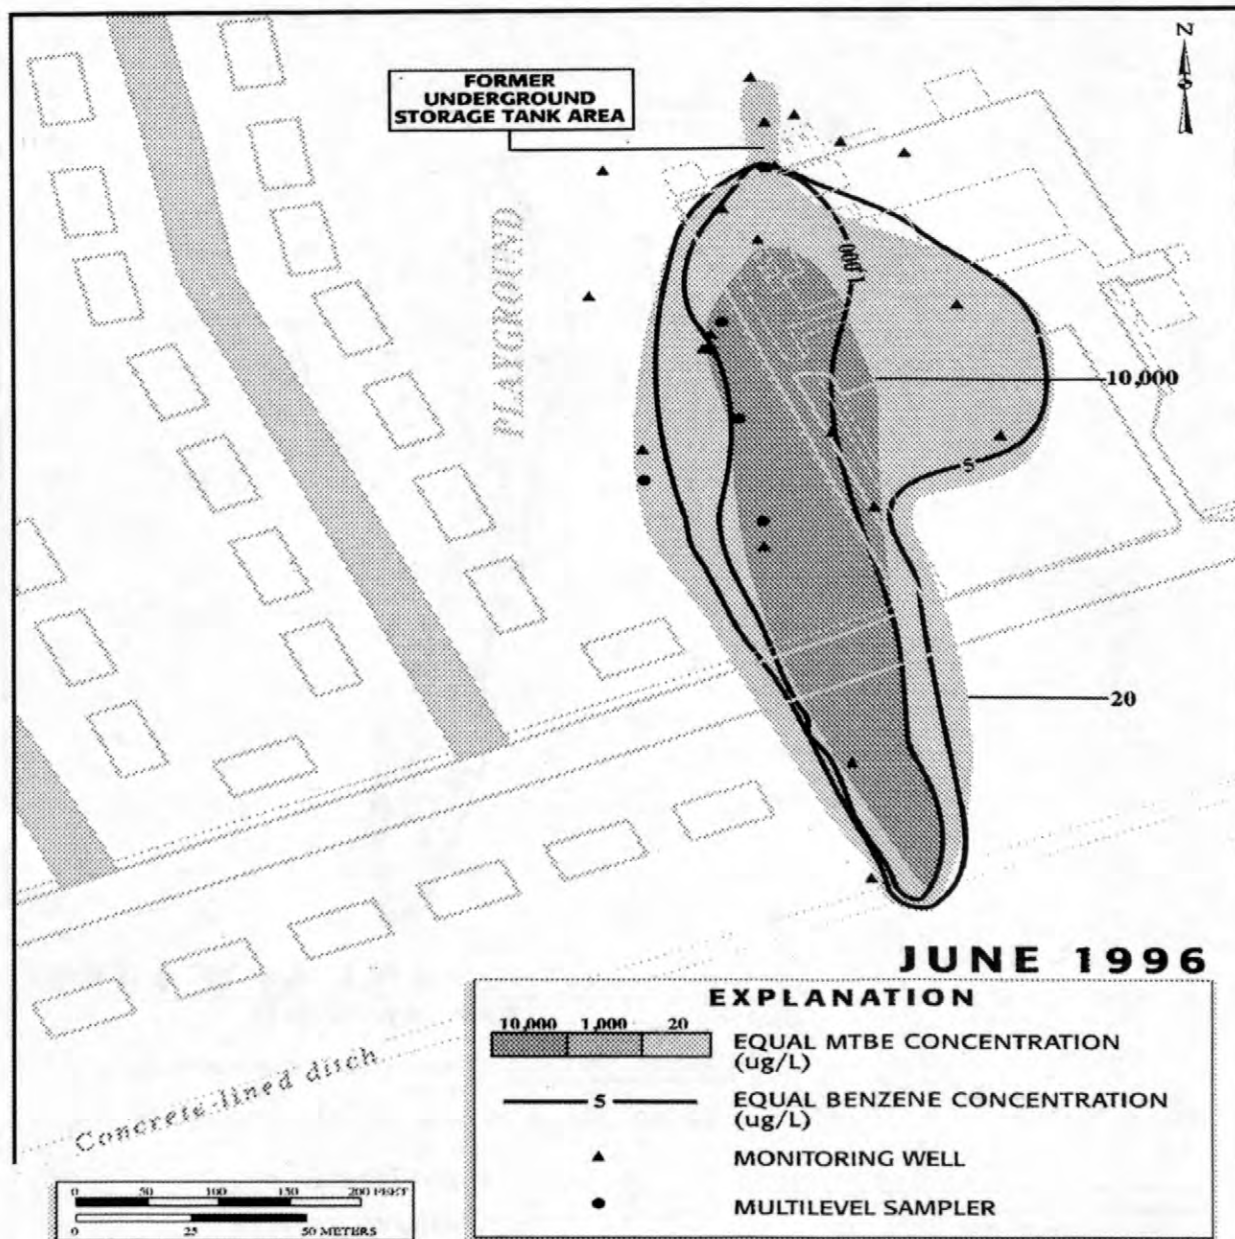 FORMER
UNDERGROUND
STORAGE TANK AREA
N
PLAYGROUND
1,000
10,000
5
20
JUNE 1996
EXPLANATION
10,000 1,000 20
EQUAL MTBE CONCENTRATION
(ug/L)
5
EQUAL BENZENE CONCENTRATION
(ug/L)
MONITORING WELL
MULTILEVEL SAMPLER
Concrete-lined ditch
0 50 100 150 200 FEET
0 25 50 METERS